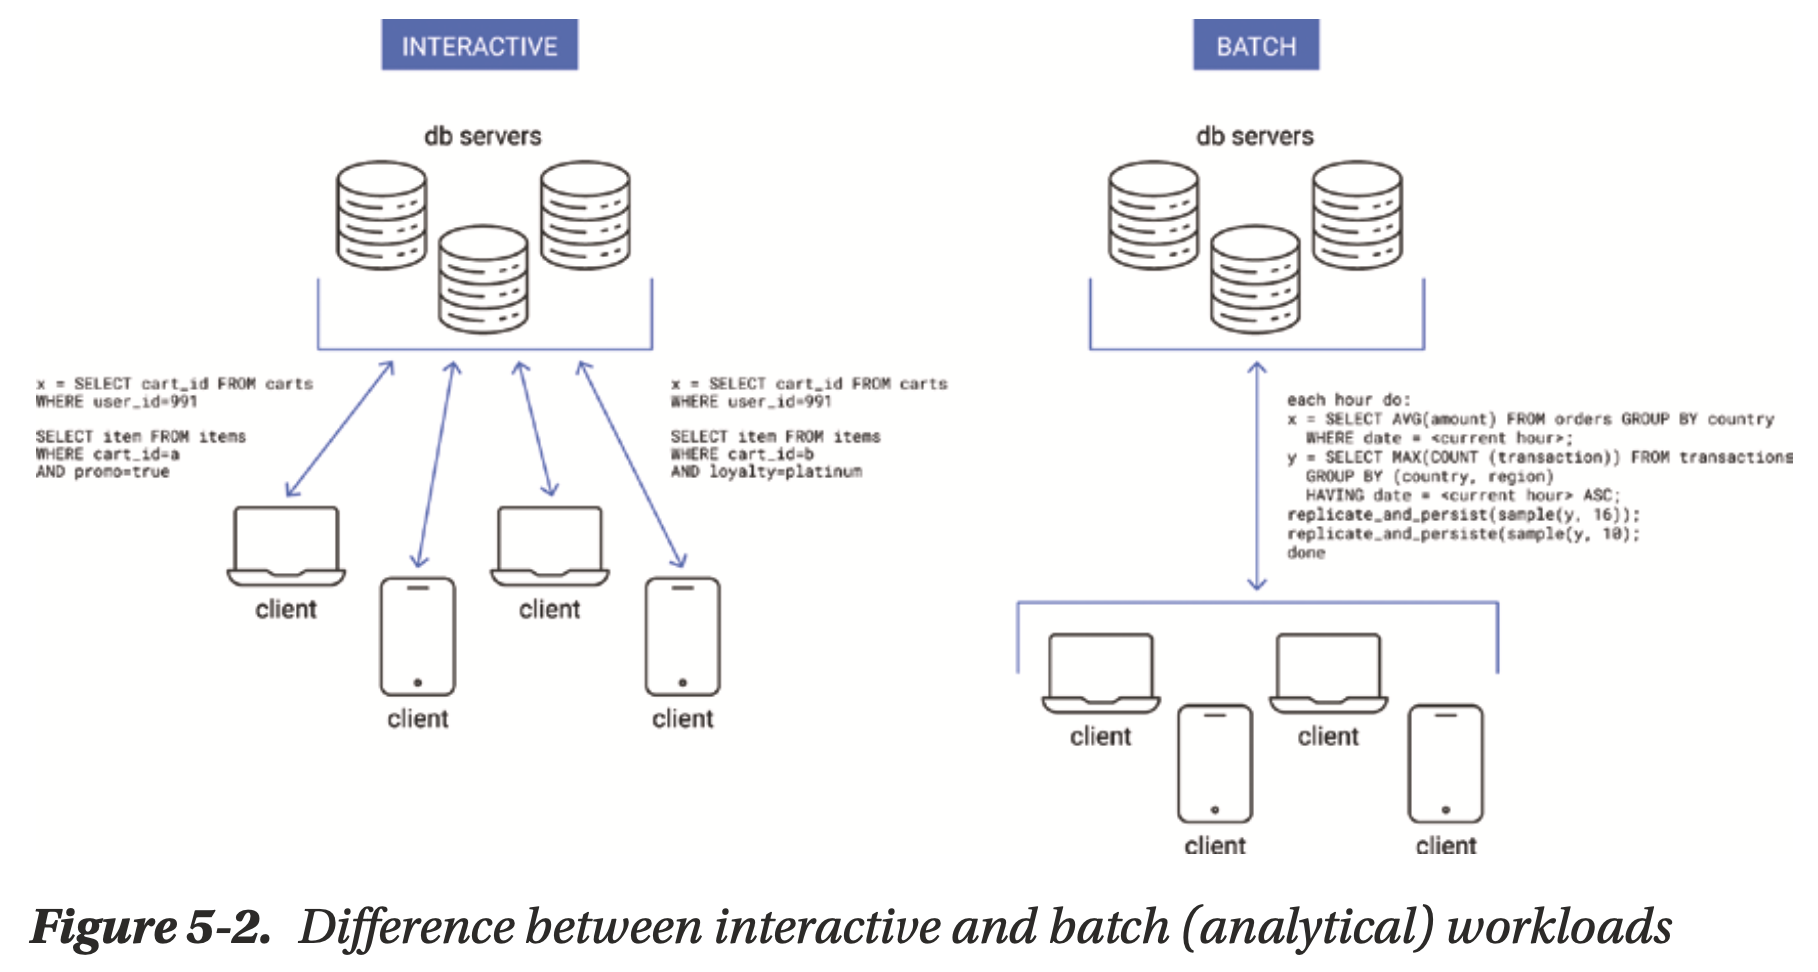 INTERACTIVE
db servers
x = SELECT cart_id FROM carts
WHERE user_id=991
SELECT item FROM items
WHERE cart_id=a
AND promo=true
x = SELECT cart_id FROM carts
WHERE user_id=991
SELECT item FROM items
WHERE cart_id=b
AND loyalty=platinum
client
client
client
client
BATCH
db servers
each hour do:
x = SELECT AVG(amount) FROM orders GROUP BY country
WHERE date = <current hour>;
y = SELECT MAX(COUNT (transaction)) FROM transactions
GROUP BY (country, region)
HAVING date = <current hour> ASC;
replicate_and_persist(sample(y, 16));
replicate_and_persiste(sample(y, 10);
done
client
client
client
client
Figure 5-2. Difference between interactive and batch (analytical) workloads